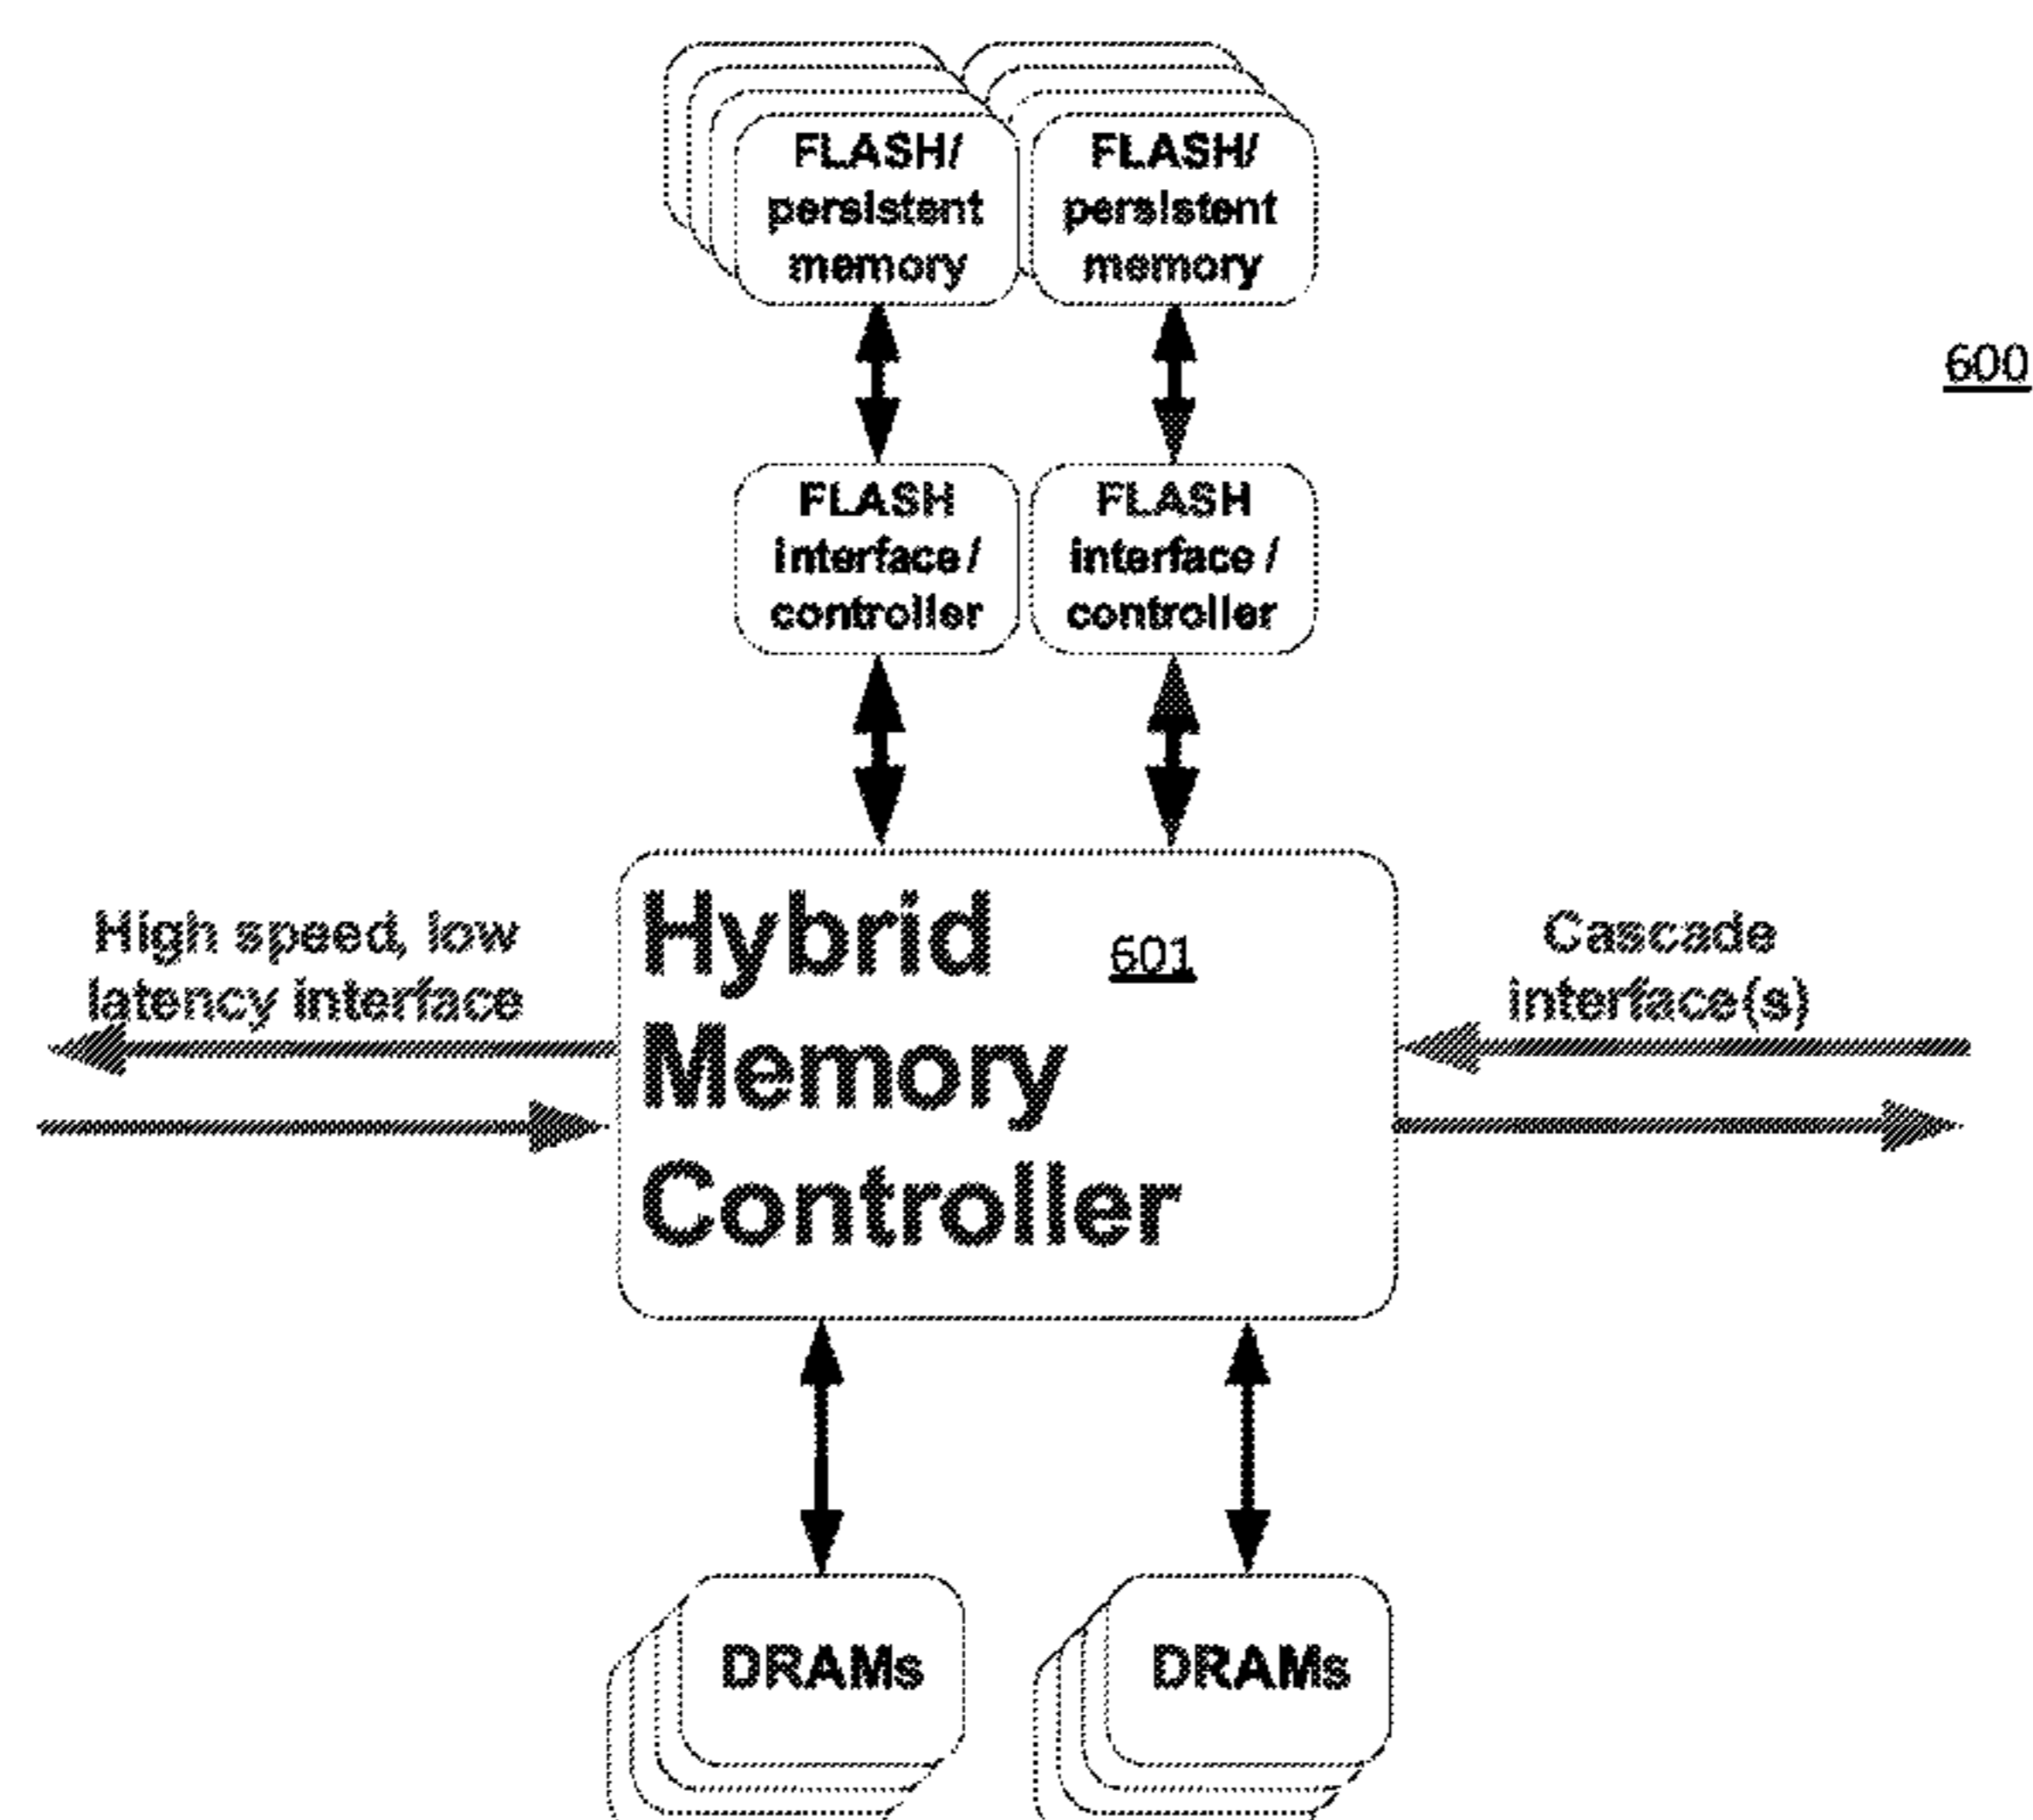 FLASH/
persistent
memory
FLASH/
persistent
memory
600
FLASH
interface/
controller
FLASH
interface/
controller
High speed, low
latency interface
Hybrid
Memory
Controller
601
Cascade
interface(s)
DRAMs
DRAMs